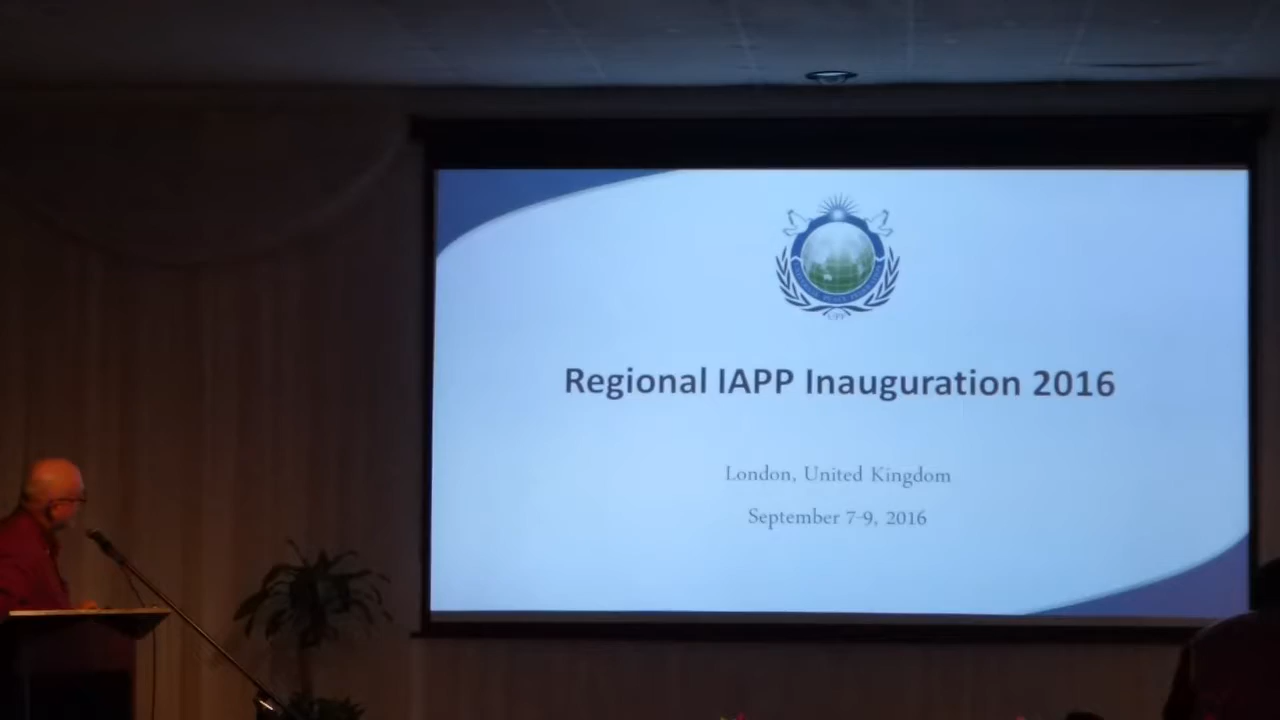 Regional IAPP Inauguration 2016
London, United Kingdom
September 7-9, 2016